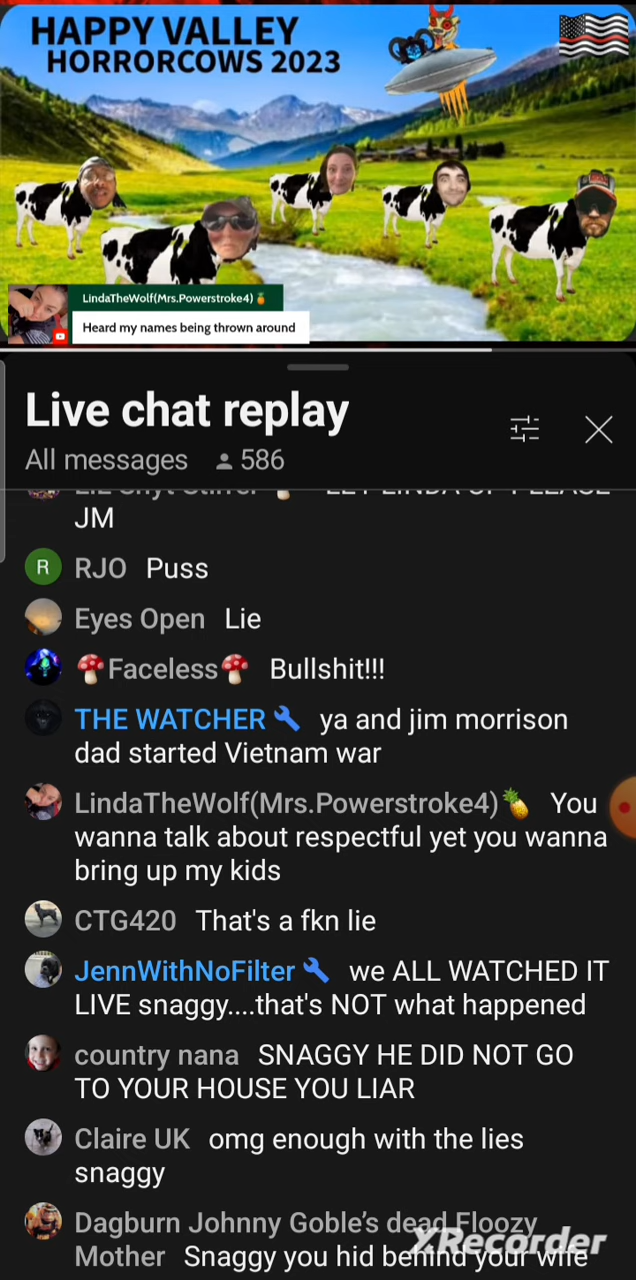 HAPPY VALLEY
HORRORCOWS 2023
LindaTheWolf(Mrs.Powerstroke4)🍍
Heard my names being thrown around
Live chat replay
All messages 586
JM
R RJO Puss
Eyes Open Lie
🍄Faceless🍄 Bullshit!!!
THE WATCHER🔧 ya and jim morrison
dad started Vietnam war
LindaTheWolf(Mrs.Powerstroke4)🍍 You
wanna talk about respectful yet you wanna
bring up my kids
CTG420 That's a fkn lie
JennWithNoFilter🔧 we ALL WATCHED IT
LIVE snaggy....that's NOT what happened
country nana SNAGGY HE DID NOT GO
TO YOUR HOUSE YOU LIAR
Claire UK omg enough with the lies
snaggy
Dagburn Johnny Goble's dead Floozy
Mother Snaggy you hid behind your wife
XRecorder